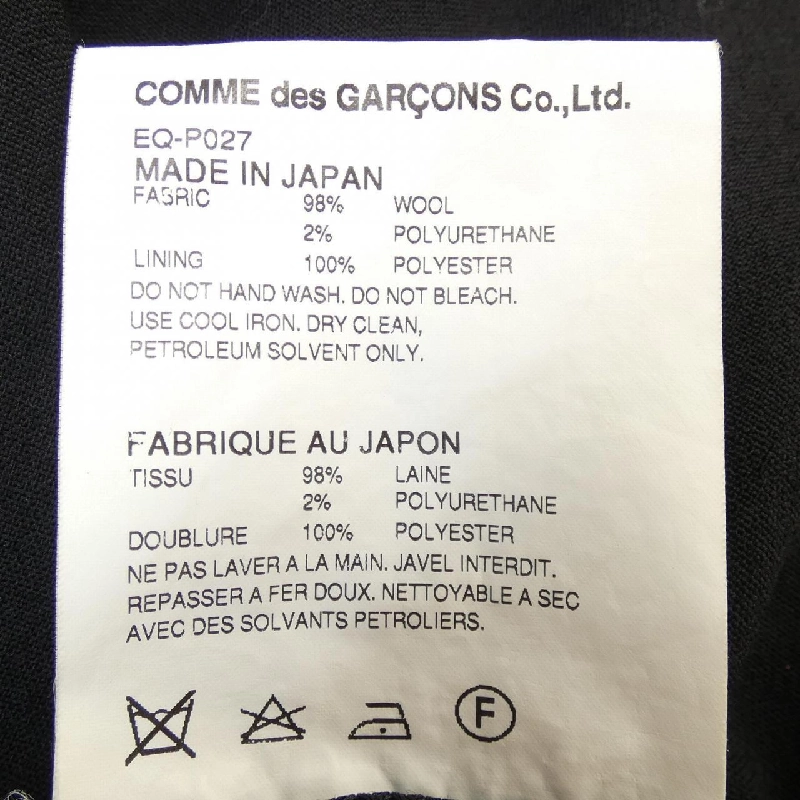 COMME des GARÇONS Co.,Ltd.
EQ-P027
MADE IN JAPAN
FABRIC 98% WOOL
2% POLYURETHANE
LINING 100% POLYESTER
DO NOT HAND WASH. DO NOT BLEACH.
USE COOL IRON. DRY CLEAN,
PETROLEUM SOLVENT ONLY.
FABRIQUE AU JAPON
TISSU 98% LAINE
2% POLYURETHANE
DOUBLURE 100% POLYESTER
NE PAS LAVER A LA MAIN. JAVEL INTERDIT.
REPASSER A FER DOUX. NETTOYABLE A SEC
AVEC DES SOLVANTS PETROLIERS.
F